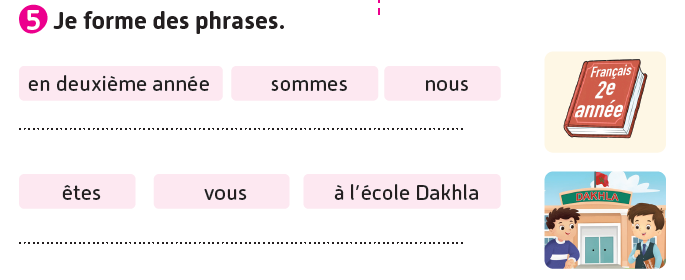 5 Je forme des phrases.
en deuxième année sommes nous
Français
2e
année
êtes vous à l'école Dakhla
DAKHLA